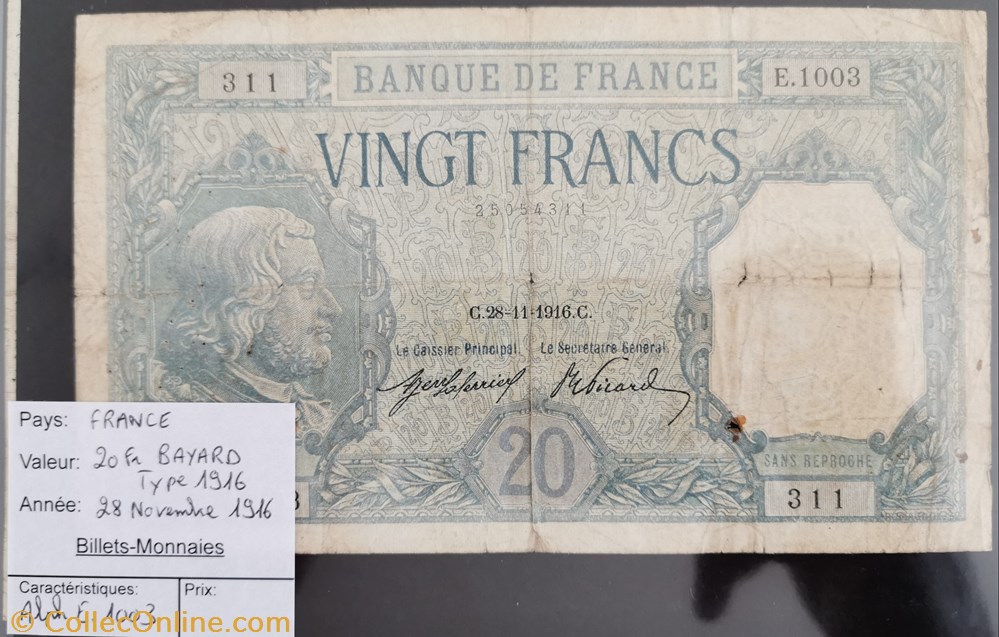 311
BANQUE DE FRANCE
E.1003
VINGT FRANCS
25054311
C.28-11-1916.C.
Le Caissier Principal, Le Secrétaire Général,
20
SANS REPROCHE
311
Pays: FRANCE
Valeur: 20 Fr BAYARD
Type 1916
Année: 28 Novembre 1916
Billets-Monnaies
Caractéristiques: Prix:
1003
© CollecOnline.com